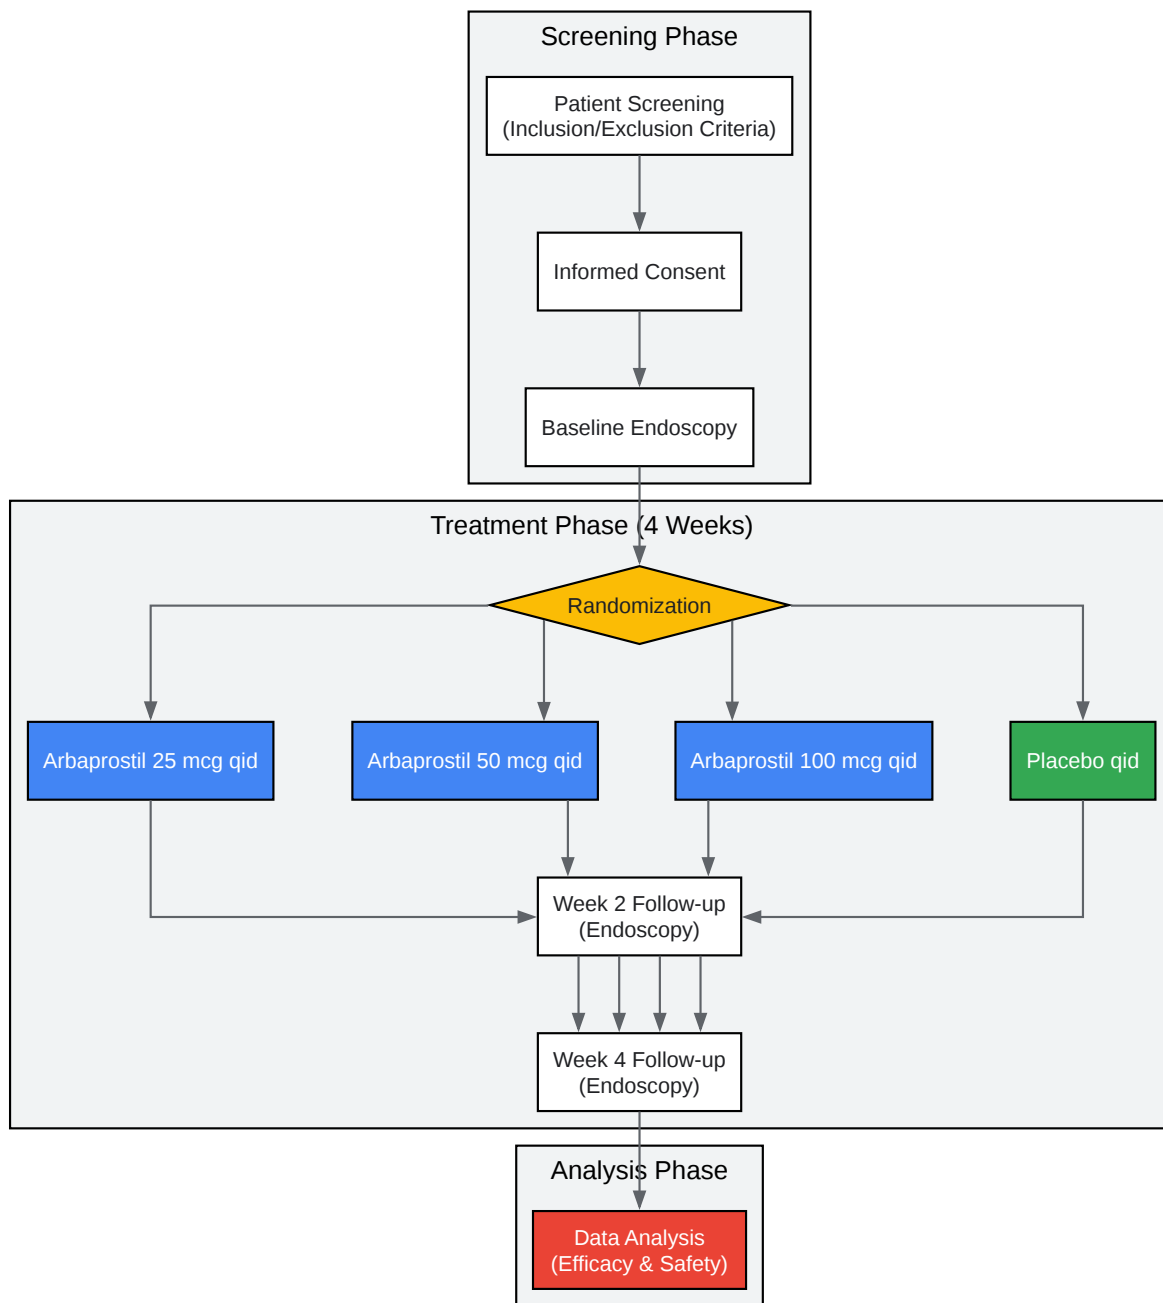 Screening Phase
Patient Screening
(Inclusion/Exclusion Criteria)
Informed Consent
Baseline Endoscopy
Treatment Phase (4 Weeks)
Randomization
Arbaprostil 25 mcg qid
Arbaprostil 50 mcg qid
Arbaprostil 100 mcg qid
Placebo qid
Week 2 Follow-up
(Endoscopy)
Week 4 Follow-up
(Endoscopy)
Analysis Phase
Data Analysis
(Efficacy & Safety)